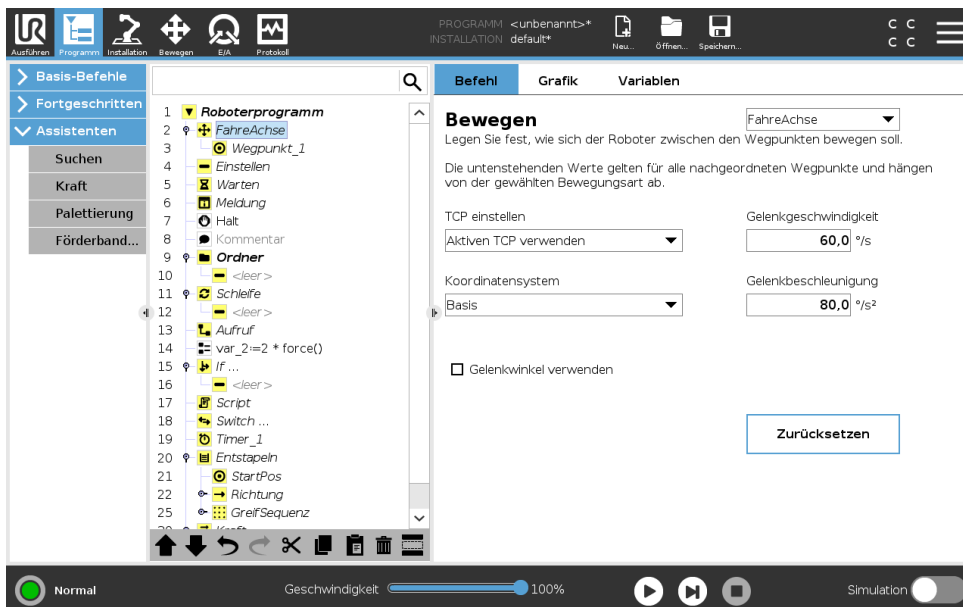 PROGRAMM <unbenannt>*
INSTALLATION default*
Ausführen Programm Installation Bewegen E/A Protokoll
Neu... Öffnen... Speichern...
C C
C C
Basis-Befehle
Fortgeschritten
Assistenten
Suchen
Kraft
Palettierung
Förderband...
1 Roboterprogramm
2 FahreAchse
3 Wegpunkt_1
4 Einstellen
5 Warten
6 Meldung
7 Halt
8 Kommentar
9 Ordner
10 <leer>
11 Schleife
12 <leer>
13 Aufruf
14 var_2:=2 * force()
15 If ...
16 <leer>
17 Script
18 Switch ...
19 Timer_1
20 Entstapeln
21 StartPos
22 Richtung
25 GreifSequenz
29 Kraft
Befehl Grafik Variablen
Bewegen
FahreAchse
Legen Sie fest, wie sich der Roboter zwischen den Wegpunkten bewegen soll.
Die untenstehenden Werte gelten für alle nachgeordneten Wegpunkte und hängen
von der gewählten Bewegungsart ab.
TCP einstellen
Aktiven TCP verwenden
Gelenkgeschwindigkeit
60,0 °/s
Koordinatensystem
Basis
Gelenkbeschleunigung
80,0 °/s²
Gelenkwinkel verwenden
Zurücksetzen
Normal
Geschwindigkeit 100%
Simulation